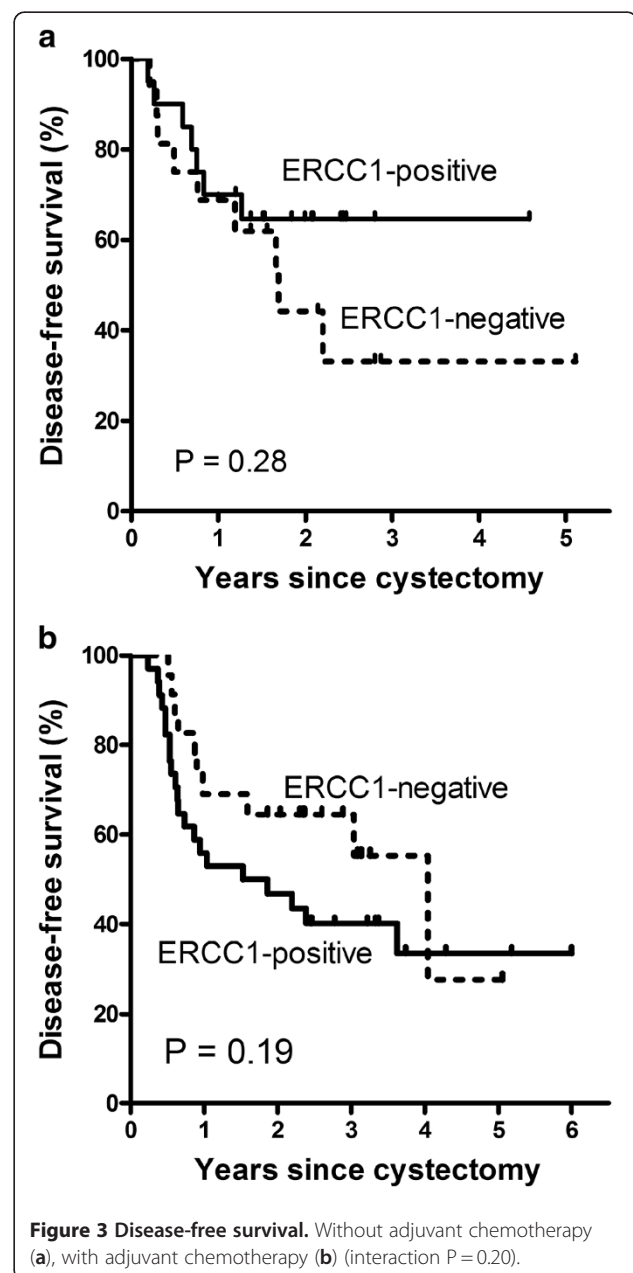 a
100
80
60
40
20
0
Disease-free survival (%)
ERCC1-positive
ERCC1-negative
P = 0.28
0 1 2 3 4 5
Years since cystectomy
b
100
80
60
40
20
0
Disease-free survival (%)
ERCC1-negative
ERCC1-positive
P = 0.19
0 1 2 3 4 5 6
Years since cystectomy
Figure 3 Disease-free survival. Without adjuvant chemotherapy
(a), with adjuvant chemotherapy (b) (interaction P = 0.20).